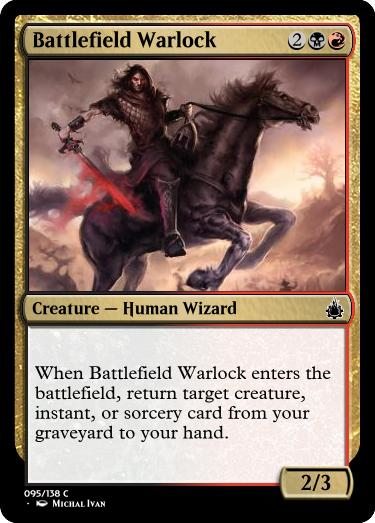 Battlefield Warlock 2
Creature — Human Wizard
When Battlefield Warlock enters the
battlefield, return target creature,
instant, or sorcery card from your
graveyard to your hand.
2/3
095/138 C
Michal Ivan